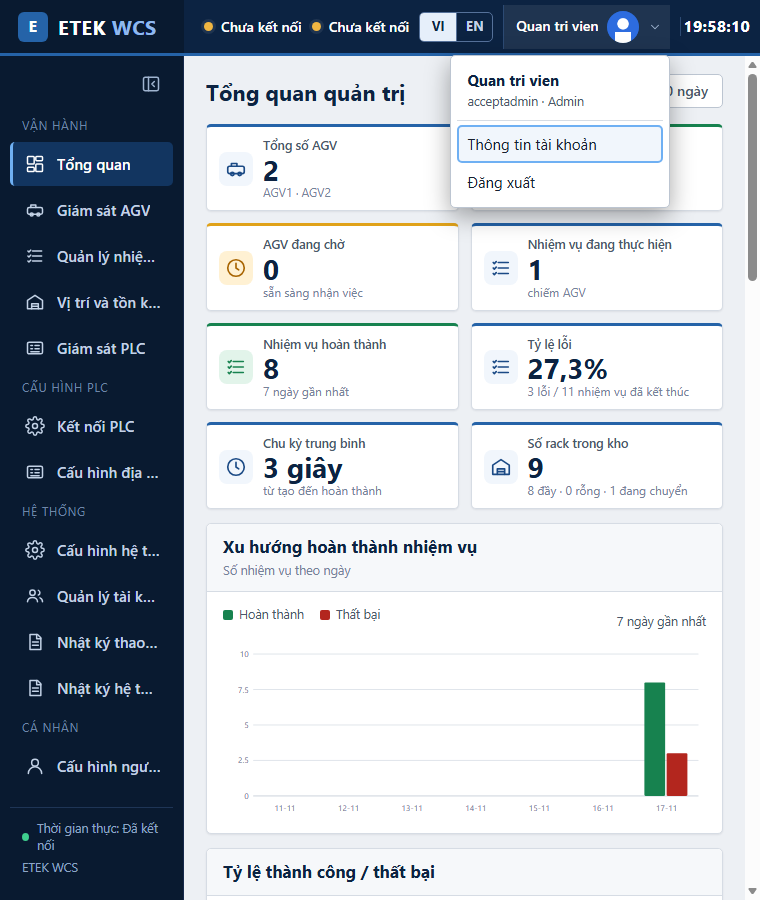 E ETEK WCS
Chưa kết nối Chưa kết nối VI EN Quan tri vien 19:58:10
VẬN HÀNH
Tổng quan
Giám sát AGV
Quản lý nhiệ...
Vị trí và tồn k...
Giám sát PLC
CẤU HÌNH PLC
Kết nối PLC
Cấu hình địa ...
HỆ THỐNG
Cấu hình hệ t...
Quản lý tài k...
Nhật ký thao...
Nhật ký hệ t...
CÁ NHÂN
Cấu hình ngư...
Thời gian thực: Đã kết
nối
ETEK WCS
Quan tri vien
acceptadmin · Admin
Thông tin tài khoản
Đăng xuất
Tổng quan quản trị
ngày
Tổng số AGV
2
AGV1 · AGV2
AGV đang chờ
0
sẵn sàng nhận việc
Nhiệm vụ đang thực hiện
1
chiếm AGV
Nhiệm vụ hoàn thành
8
7 ngày gần nhất
Tỷ lệ lỗi
27,3%
3 lỗi / 11 nhiệm vụ đã kết thúc
Chu kỳ trung bình
3 giây
từ tạo đến hoàn thành
Số rack trong kho
9
8 đầy · 0 rỗng · 1 đang chuyển
Xu hướng hoàn thành nhiệm vụ
Số nhiệm vụ theo ngày
Hoàn thành Thất bại
7 ngày gần nhất
10
7.5
5
2.5
0
11-11 12-11 13-11 14-11 15-11 16-11 17-11
Tỷ lệ thành công / thất bại